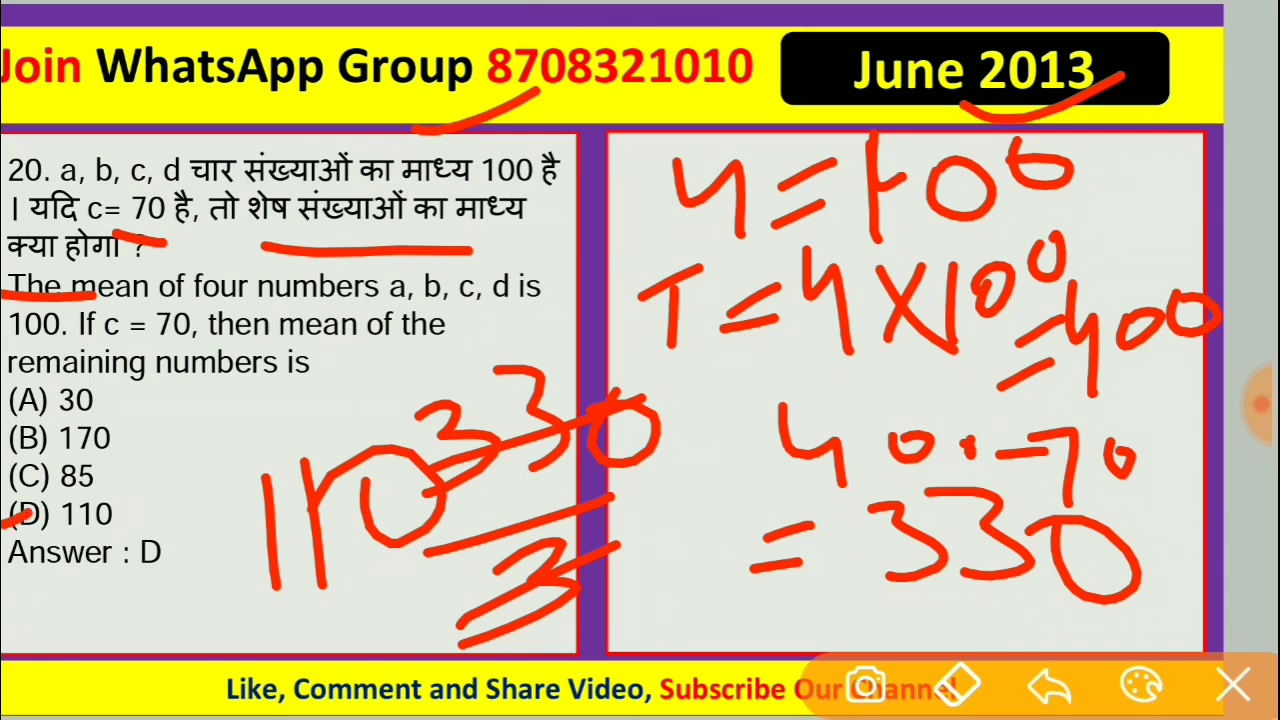 Join WhatsApp Group 8708321010
June 2013
20. a, b, c, d चार संख्याओं का माध्य 100 है
। यदि c= 70 है, तो शेष संख्याओं का माध्य
क्या होगा ?
The mean of four numbers a, b, c, d is
100. If c = 70, then mean of the
remaining numbers is
(A) 30
(B) 170
(C) 85
(D) 110
Answer : D
110 330
3
4 = 100
T = 4 X 100
= 400
400 - 70
= 330
Like, Comment and Share Video, Subscribe Our Channel